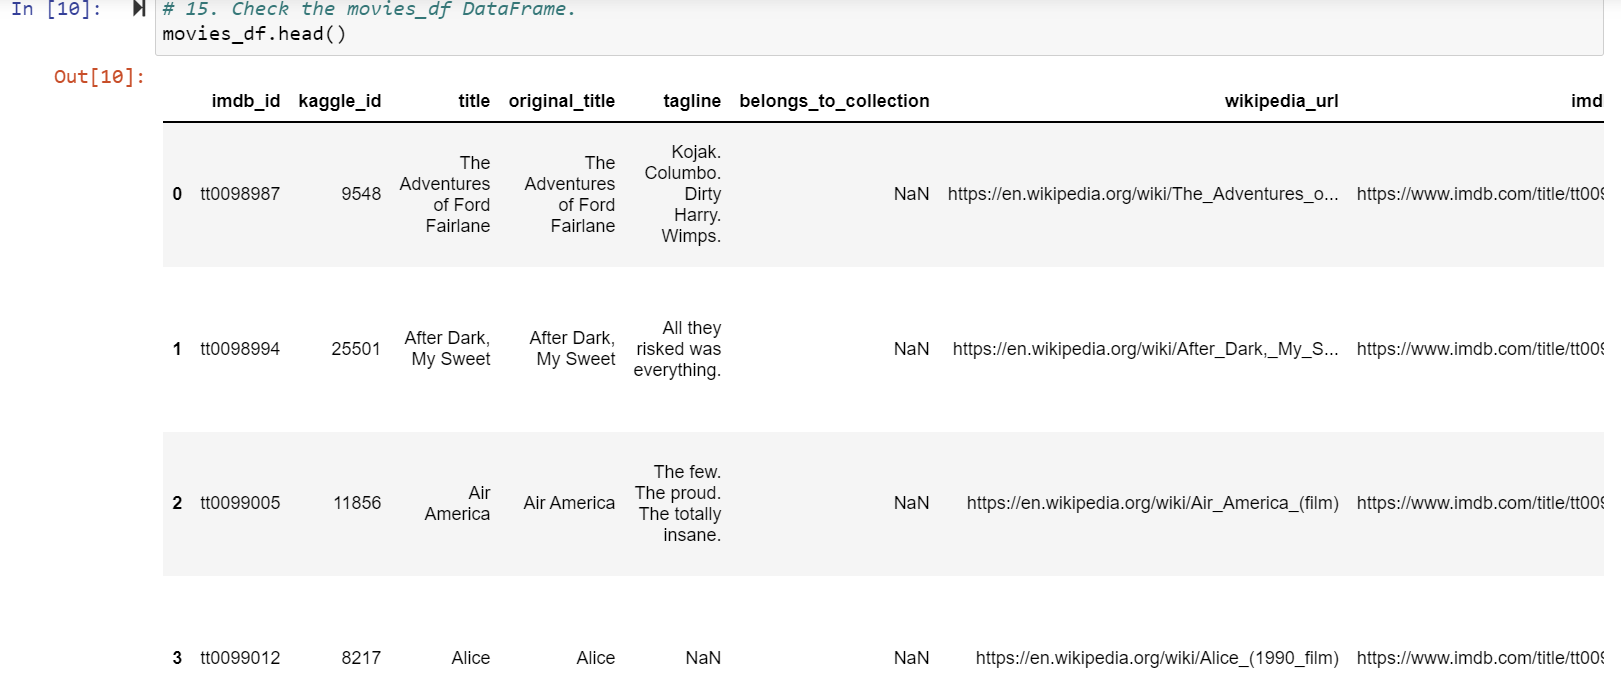 In [10]: # 15. Check the movies_df DataFrame.
movies_df.head()
Out[10]:
imdb_id kaggle_id title original_title tagline belongs_to_collection wikipedia_url imd
0 tt0098987 9548 The Adventures of Ford Fairlane The Adventures of Ford Fairlane Kojak. Columbo. Dirty Harry. Wimps. NaN https://en.wikipedia.org/wiki/The_Adventures_o... https://www.imdb.com/title/tt009
1 tt0098994 25501 After Dark, My Sweet After Dark, My Sweet All they risked was everything. NaN https://en.wikipedia.org/wiki/After_Dark,_My_S... https://www.imdb.com/title/tt009
2 tt0099005 11856 Air America Air America The few. The proud. The totally insane. NaN https://en.wikipedia.org/wiki/Air_America_(film) https://www.imdb.com/title/tt009
3 tt0099012 8217 Alice Alice NaN NaN https://en.wikipedia.org/wiki/Alice_(1990_film) https://www.imdb.com/title/tt009